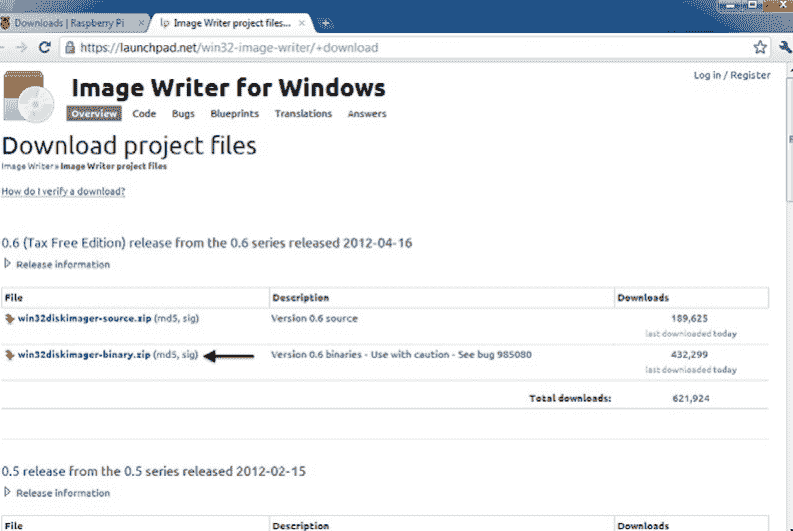 Downloads | Raspberry Pi
Image Writer project files...
https://launchpad.net/win32-image-writer/+download
Log in / Register
Image Writer for Windows
Overview Code Bugs Blueprints Translations Answers
Download project files
Image Writer » Image Writer project files
How do I verify a download?
0.6 (Tax Free Edition) release from the 0.6 series released 2012-04-16
Release information
File Description Downloads
win32diskimager-source.zip (md5, sig) Version 0.6 source 189,625
last downloaded today
win32diskimager-binary.zip (md5, sig) Version 0.6 binaries - Use with caution - See bug 985080 432,299
last downloaded today
Total downloads: 621,924
0.5 release from the 0.5 series released 2012-02-15
Release information
File Description Downloads